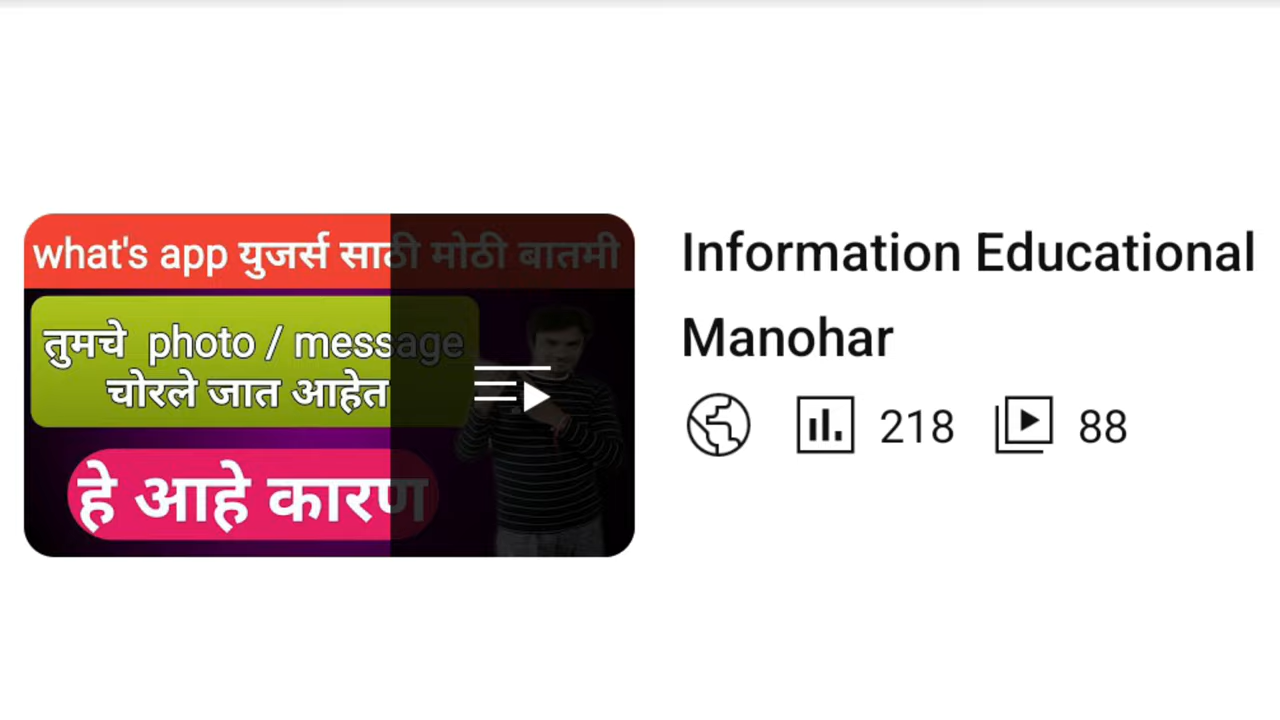 what's app युजर्स साठी मोठी बातमी
तुमचे photo / message
चोरले जात आहेत
हे आहे कारण
Information Educational
Manohar
218 88